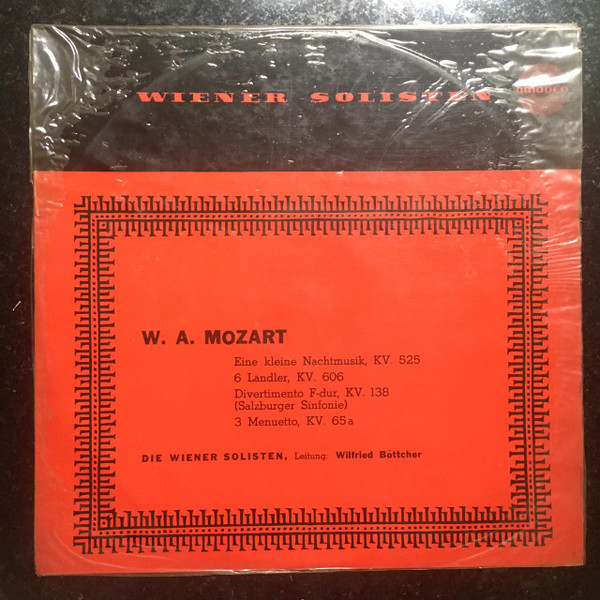 WIENER SOLISTEN
amadeo
W. A. MOZART
Eine kleine Nachtmusik, KV. 525
6 Landler, KV. 606
Divertimento F-dur, KV. 138
(Salzburger Sinfonie)
3 Menuetto, KV. 65a
DIE WIENER SOLISTEN, Leitung: Wilfried Böttcher